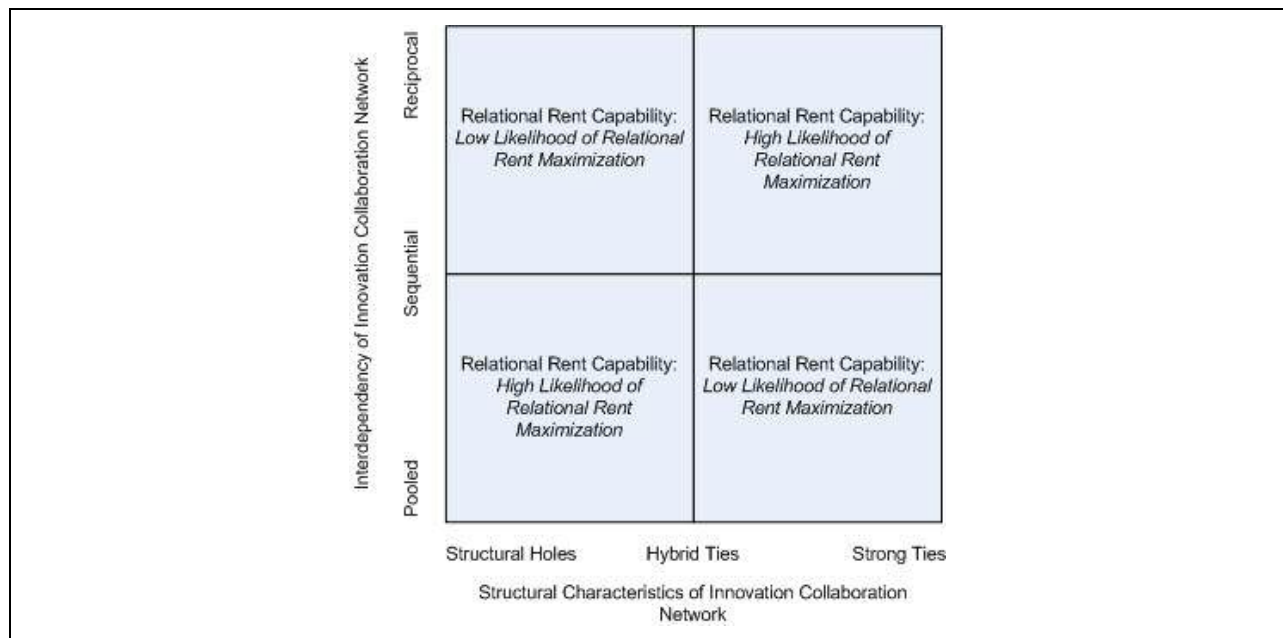 Interdependency of Innovation Collaboration Network
Reciprocal
Sequential
Pooled
Relational Rent Capability:
Low Likelihood of Relational
Rent Maximization
Relational Rent Capability:
High Likelihood of
Relational Rent
Maximization
Relational Rent Capability:
High Likelihood of
Relational Rent
Maximization
Relational Rent Capability:
Low Likelihood of Relational
Rent Maximization
Structural Holes
Hybrid Ties
Strong Ties
Structural Characteristics of Innovation Collaboration
Network